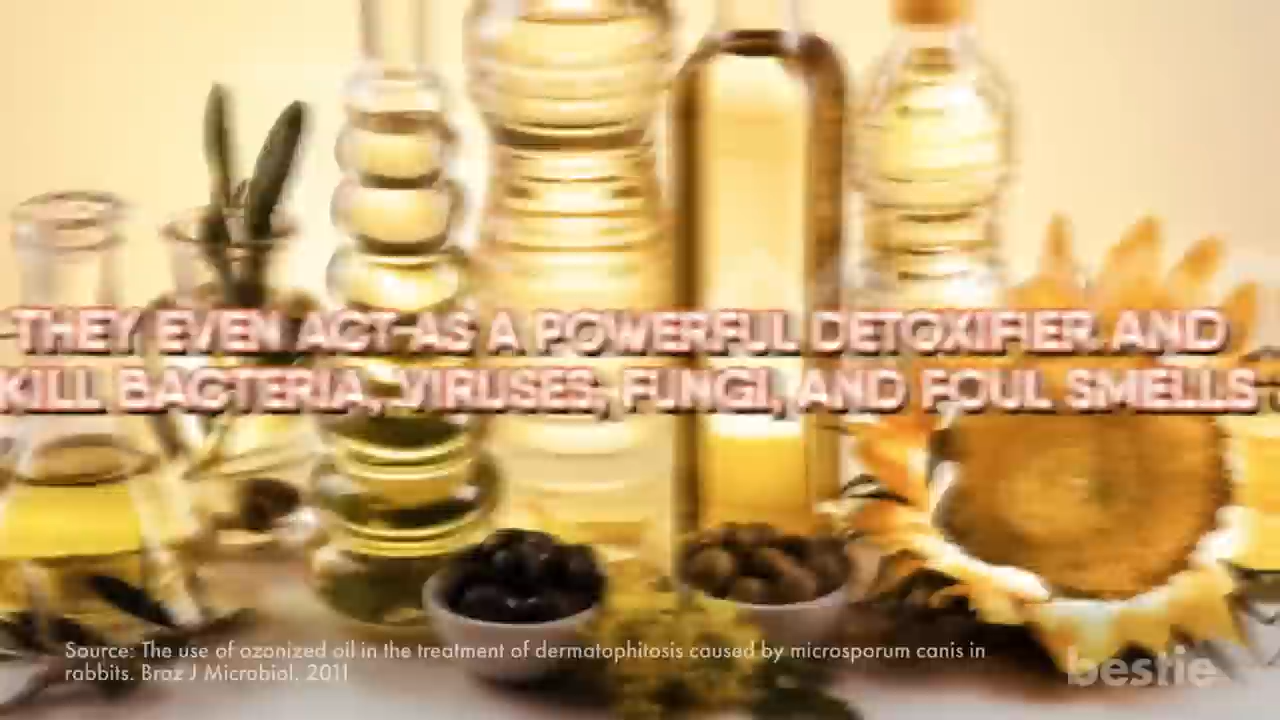 THEY EVEN ACT AS A POWERFUL DETOXIFIER AND
KILL BACTERIA, VIRUSES, FUNGI, AND FOUL SMELLS
Source: The use of ozonized oil in the treatment of dermatophitosis caused by microsporum canis in
rabbits. Braz J Microbiol. 2011
bestie